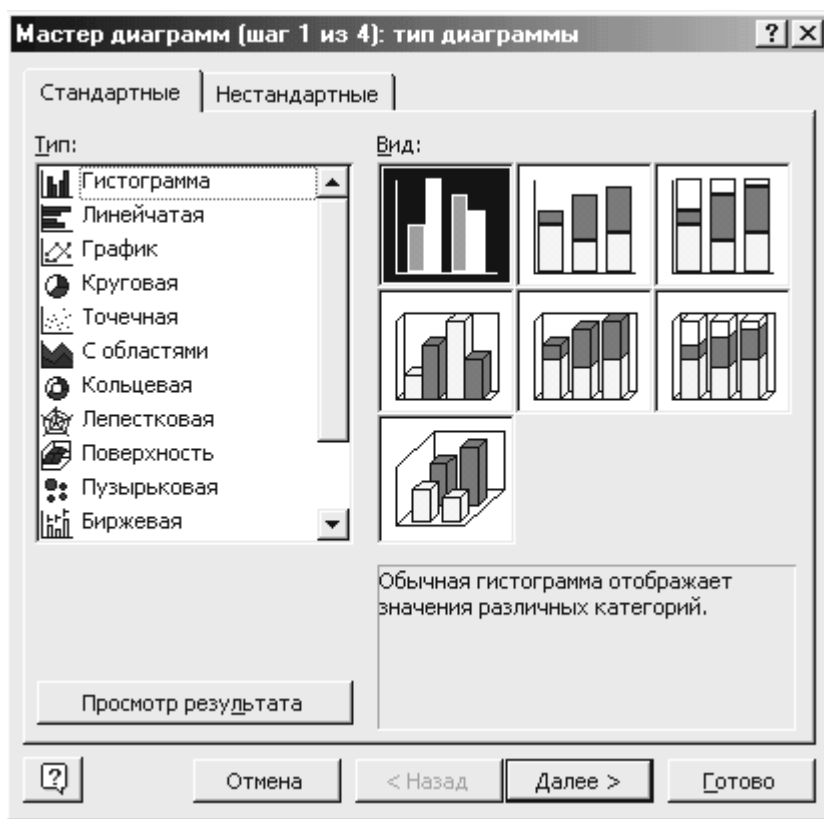 Мастер диаграмм (шаг 1 из 4): тип диаграммы
Стандартные
Нестандартные
Тип:
Гистограмма
Линейчатая
График
Круговая
Точечная
С областями
Кольцевая
Лепестковая
Поверхность
Пузырьковая
Биржевая
Вид:
Обычная гистограмма отображает
значения различных категорий.
Просмотр результата
Отмена
< Назад
Далее >
Готово